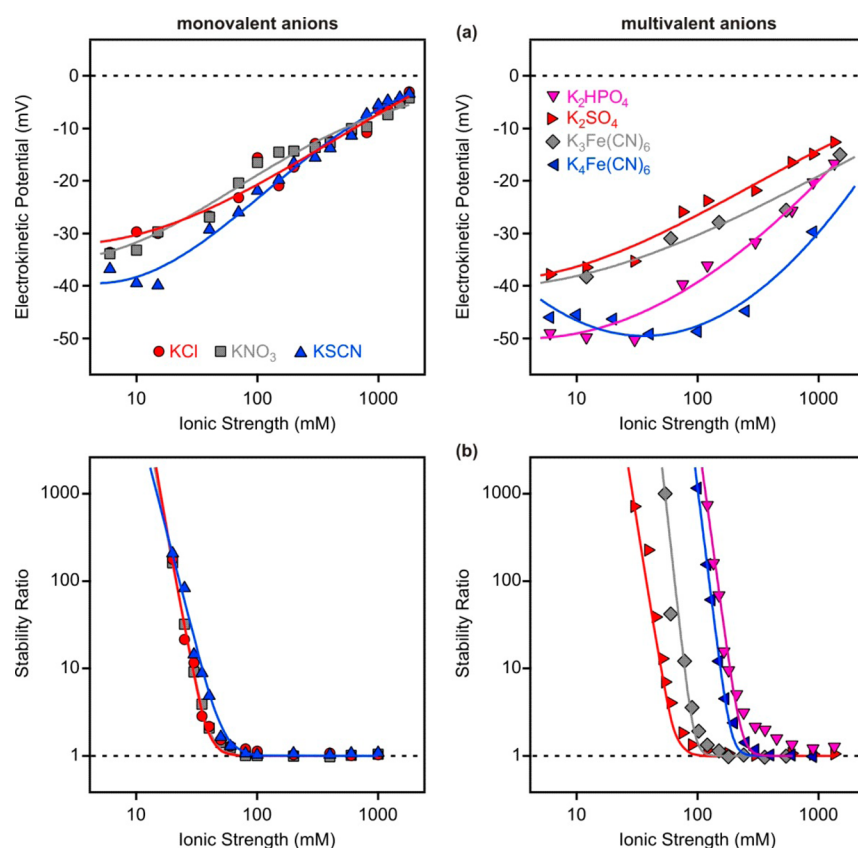 monovalent anions
(a)
multivalent anions
Electrokinetic Potential (mV)
0
-10
-20
-30
-40
-50
KCl
KNO₃
KSCN
10
100
1000
Ionic Strength (mM)
Electrokinetic Potential (mV)
0
-10
-20
-30
-40
-50
K₂HPO₄
K₂SO₄
K₃Fe(CN)₆
K₄Fe(CN)₆
10
100
1000
Ionic Strength (mM)
(b)
Stability Ratio
1000
100
10
1
10
100
1000
Ionic Strength (mM)
Stability Ratio
1000
100
10
1
10
100
1000
Ionic Strength (mM)